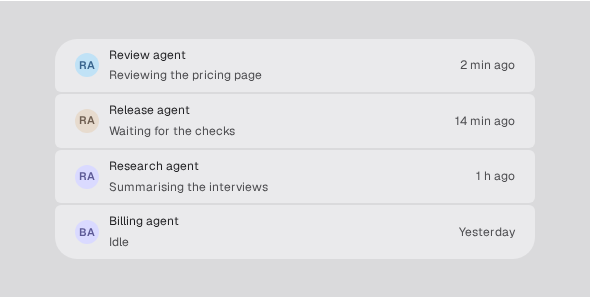 RA
Review agent
Reviewing the pricing page
2 min ago
RA
Release agent
Waiting for the checks
14 min ago
RA
Research agent
Summarising the interviews
1 h ago
BA
Billing agent
Idle
Yesterday